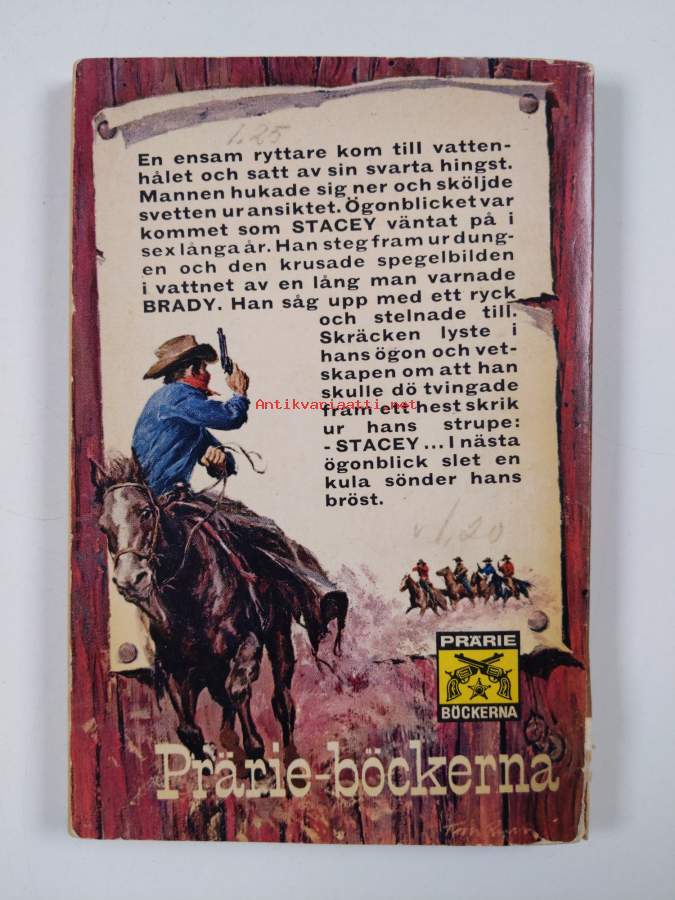 1.25
En ensam ryttare kom till vatten-
hålet och satt av sin svarta hingst.
Mannen hukade sig ner och sköljde
svetten ur ansiktet. Ögonblicket var
kommet som STACEY väntat på i
sex långa år. Han steg fram ur dung-
en och den krusade spegelbilden
i vattnet av en lång man varnade
BRADY. Han såg upp med ett ryck
och stelnade till.
Skräcken lyste i
hans ögon och vet-
skapen om att han
skulle dö tvingade
fram ett hest skrik
ur hans strupe:
- STACEY ... I nästa
ögonblick slet en
kula sönder hans
bröst.
Antikvariaatti.net
1,20
PRÄRIE
BÖCKERNA
Prärie-böckerna